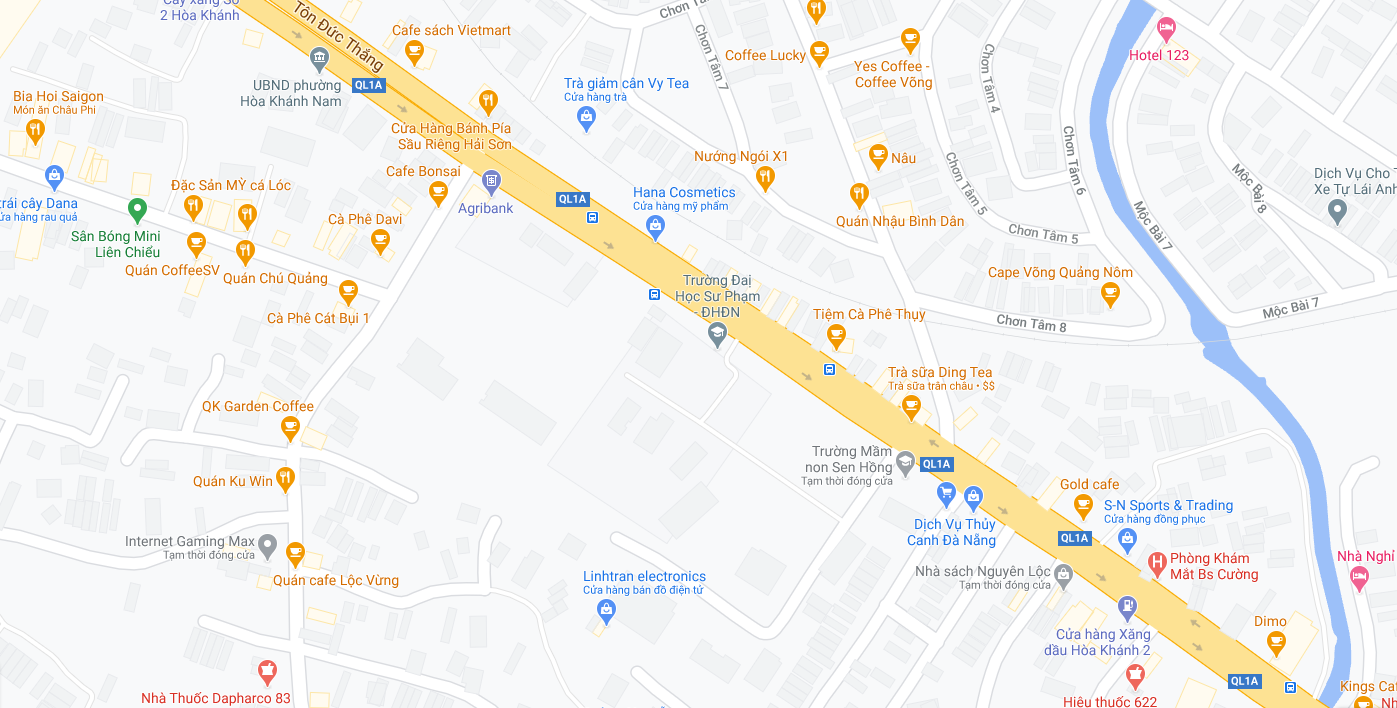 Cây xăng Số
2 Hòa Khánh
Tôn Đức Thắng
Cafe sách Vietmart
UBND phường
Hòa Khánh Nam
QL1A
Chơn Tâm 7
Coffee Lucky
Yes Coffee -
Coffee Võng
Hotel 123
Chơn Tâm 4
Bia Hoi Saigon
Món ăn Châu Phi
Trà giảm cân Vy Tea
Cửa hàng trà
Cửa Hàng Bánh Pía
Sầu Riêng Hải Sơn
Nướng Ngói X1
Nâu
Chơn Tâm 6
Chơn Tâm 5
Cafe Bonsai
Agribank
QL1A
Hana Cosmetics
Cửa hàng mỹ phẩm
Quán Nhậu Bình Dân
Mộc Bài 8
Mộc Bài 7
Dịch Vụ Cho
Xe Tự Lái Anh
trái cây Dana
Cửa hàng rau quả
Đặc Sản MỲ cá Lóc
Cà Phê Davi
Sân Bóng Mini
Liên Chiểu
Chơn Tâm 5
Quán CoffeeSV
Quán Chú Quảng
Trường Đại
Học Sư Phạm
- ĐHĐN
Cape Võng Quảng Nôm
Mộc Bài 7
Cà Phê Cát Bụi 1
Tiệm Cà Phê Thụy
Chơn Tâm 8
Trà sữa Ding Tea
Trà sữa trân châu • $$
QK Garden Coffee
Trường Mầm
non Sen Hồng
Tạm thời đóng cửa
QL1A
Quán Ku Win
Gold cafe
S-N Sports & Trading
Cửa hàng đồng phục
Dịch Vụ Thủy
Canh Đà Nẵng
QL1A
Internet Gaming Max
Tạm thời đóng cửa
Phòng Khám
Mắt Bs Cường
Nhà Nghỉ
Quán cafe Lộc Vừng
Linhtran electronics
Cửa hàng bán đồ điện tử
Nhà sách Nguyên Lộc
Tạm thời đóng cửa
Cửa hàng Xăng
dầu Hòa Khánh 2
Dimo
QL1A
Nhà Thuốc Dapharco 83
Hiệu thuốc 622
Kings Caf